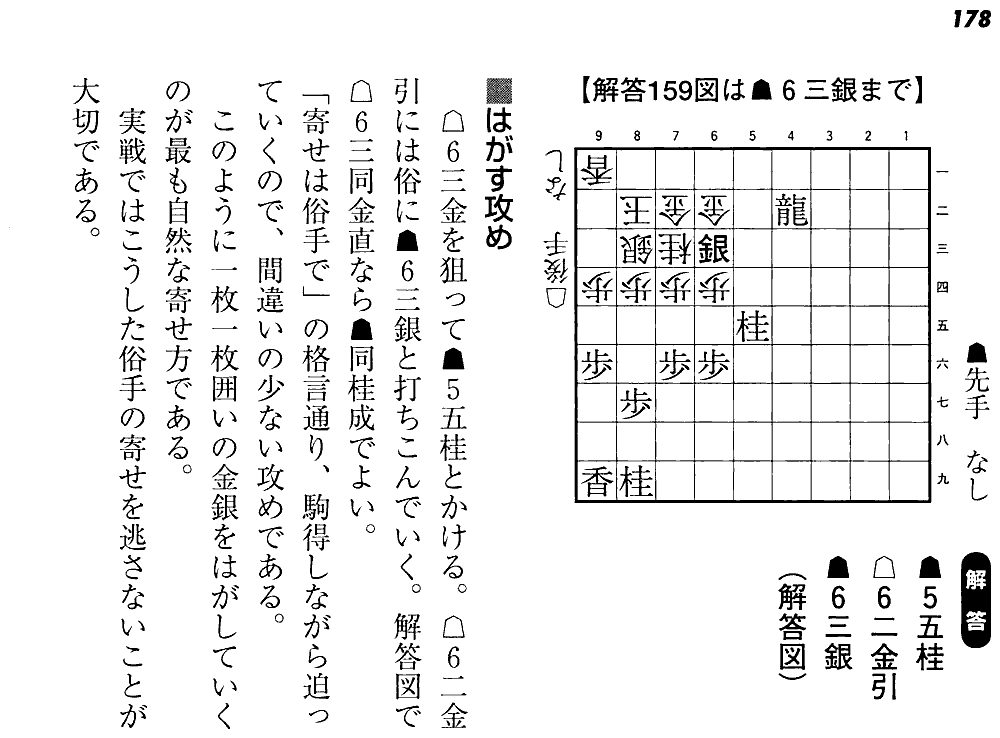 178
解答
▲5五桂
△6二金引
▲6三銀
(解答図)
【解答159図は▲6三銀まで】
▲先手 なし
9 8 7 6 5 4 3 2 1
香 一
王 金 金 龍 二
銀 桂 銀 三
歩 歩 歩 歩 四
桂 五
歩 歩 歩 六
歩 七
八
香 桂 九
△後手 なし
■はがす攻め
△6三金を狙って▲5五桂とかける。△6二金
引には俗に▲6三銀と打ちこんでいく。解答図で
△6三同金直なら▲同桂成でよい。
「寄せは俗手で」の格言通り、駒得しながら迫っ
ていくので、間違いの少ない攻めである。
このように一枚一枚囲いの金銀をはがしていく
のが最も自然な寄せ方である。
実戦ではこうした俗手の寄せを逃さないことが
大切である。